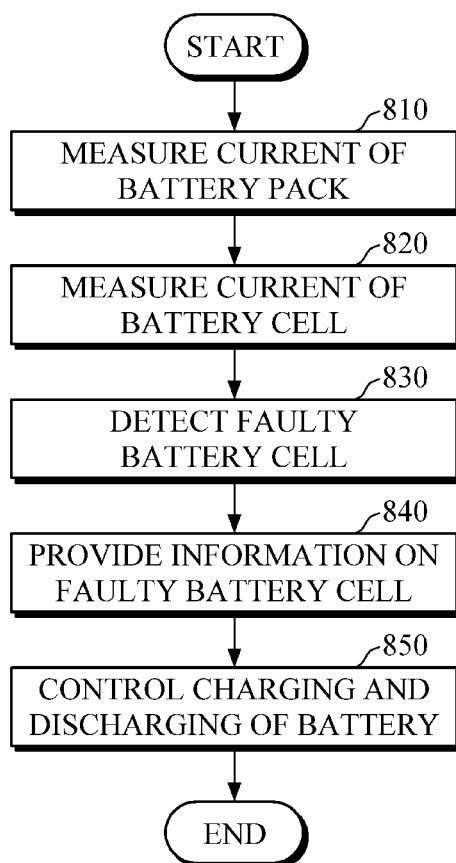 START
810
MEASURE CURRENT OF
BATTERY PACK
820
MEASURE CURRENT OF
BATTERY CELL
830
DETECT FAULTY
BATTERY CELL
840
PROVIDE INFORMATION ON
FAULTY BATTERY CELL
850
CONTROL CHARGING AND
DISCHARGING OF BATTERY
END